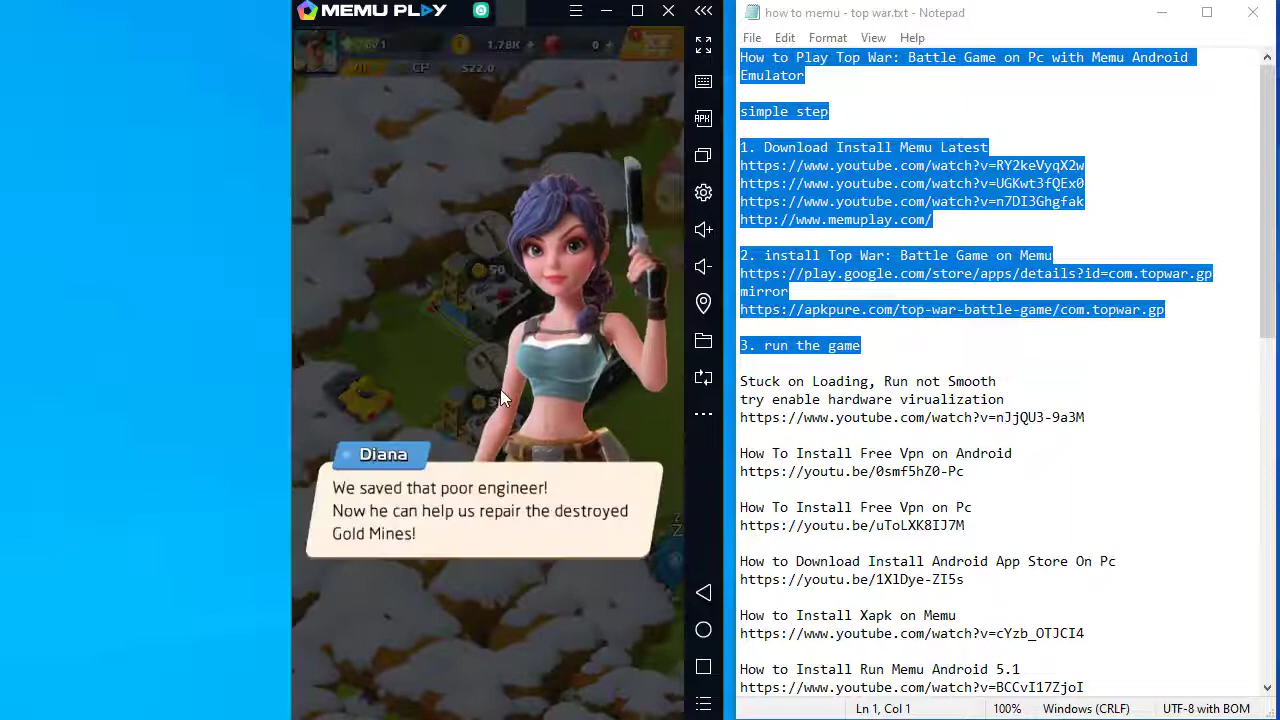 MEMU PLAY
1.78K
0
CP
522.0
50
Diana
We saved that poor engineer!
Now he can help us repair the destroyed
Gold Mines!
APK
how to memu - top war.txt - Notepad
File Edit Format View Help
How to Play Top War: Battle Game on Pc with Memu Android
Emulator
simple step
1. Download Install Memu Latest
https://www.youtube.com/watch?v=RY2keVyqX2w
https://www.youtube.com/watch?v=UGKwt3fQEx0
https://www.youtube.com/watch?v=n7DI3Ghgfak
http://www.memuplay.com/
2. install Top War: Battle Game on Memu
https://play.google.com/store/apps/details?id=com.topwar.gp
mirror
https://apkpure.com/top-war-battle-game/com.topwar.gp
3. run the game
Stuck on Loading, Run not Smooth
try enable hardware virualization
https://www.youtube.com/watch?v=nJjQU3-9a3M
How To Install Free Vpn on Android
https://youtu.be/0smf5hZ0-Pc
How To Install Free Vpn on Pc
https://youtu.be/uToLXK8IJ7M
How to Download Install Android App Store On Pc
https://youtu.be/1XlDye-ZI5s
How to Install Xapk on Memu
https://www.youtube.com/watch?v=cYzb_OTJCI4
How to Install Run Memu Android 5.1
https://www.youtube.com/watch?v=BCCvI17ZjoI
Ln 1, Col 1 100% Windows (CRLF) UTF-8 with BOM